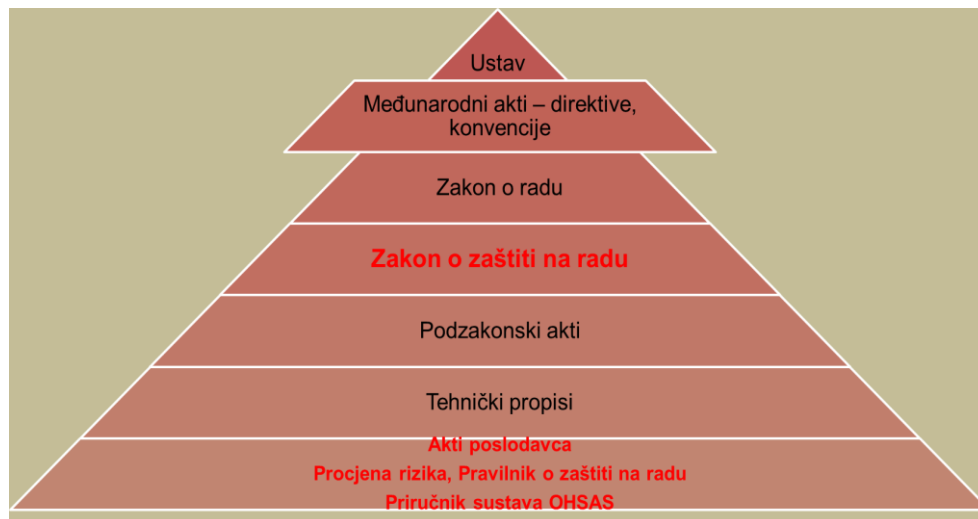 Ustav
Međunarodni akti – direktive,
konvencije
Zakon o radu
Zakon o zaštiti na radu
Podzakonski akti
Tehnički propisi
Akti poslodavca
Procjena rizika, Pravilnik o zaštiti na radu
Priručnik sustava OHSAS